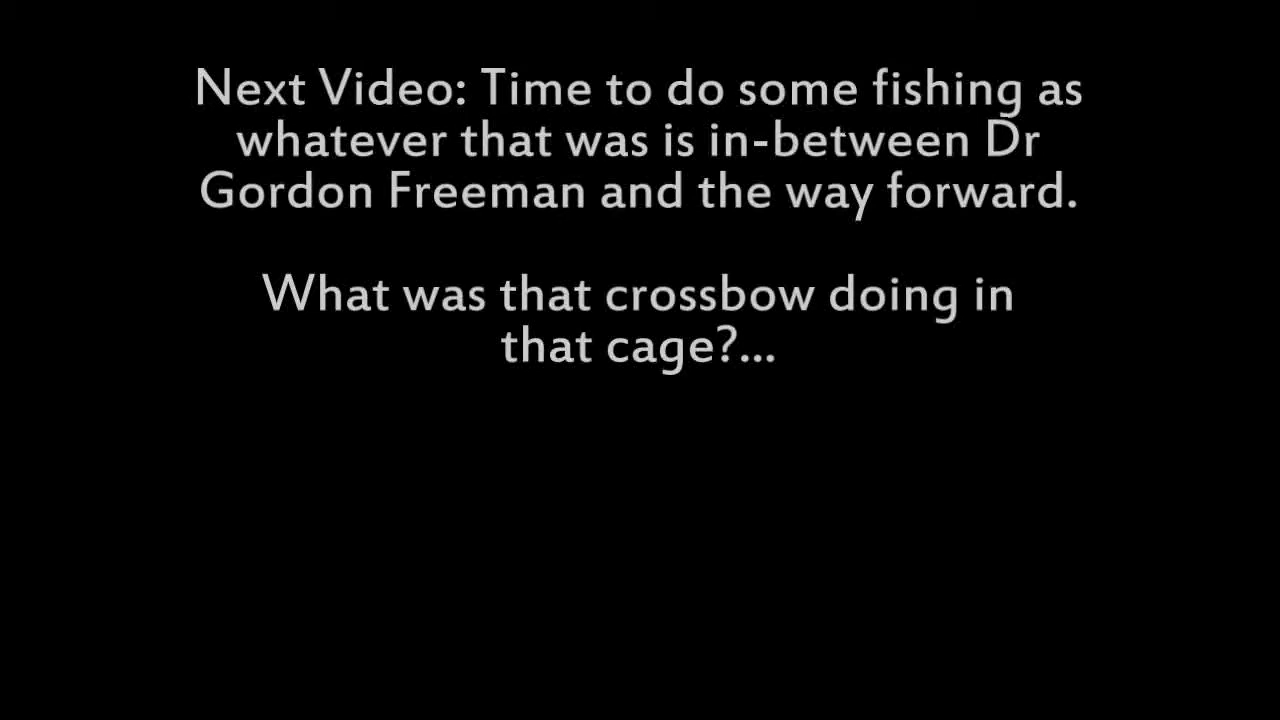 Next Video: Time to do some fishing as
whatever that was is in-between Dr
Gordon Freeman and the way forward.
What was that crossbow doing in
that cage?...